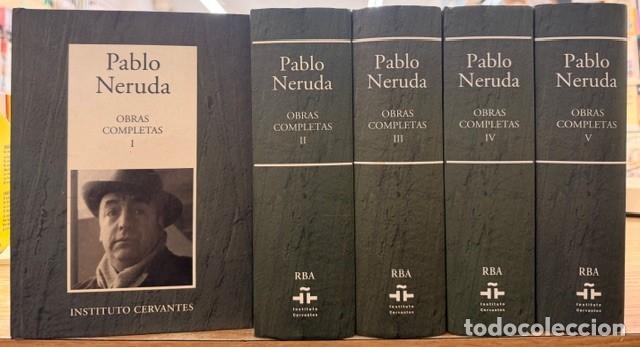 Pablo
Neruda
OBRAS
COMPLETAS
I
INSTITUTO CERVANTES
Pablo
Neruda
OBRAS
COMPLETAS
II
RBA
Ñ
Instituto
Cervantes
Pablo
Neruda
OBRAS
COMPLETAS
III
RBA
Ñ
Instituto
Cervantes
Pablo
Neruda
OBRAS
COMPLETAS
IV
RBA
Ñ
Instituto
Cervantes
Pablo
Neruda
OBRAS
COMPLETAS
V
RBA
Ñ
Instituto
Cervantes
todocoleccion.net